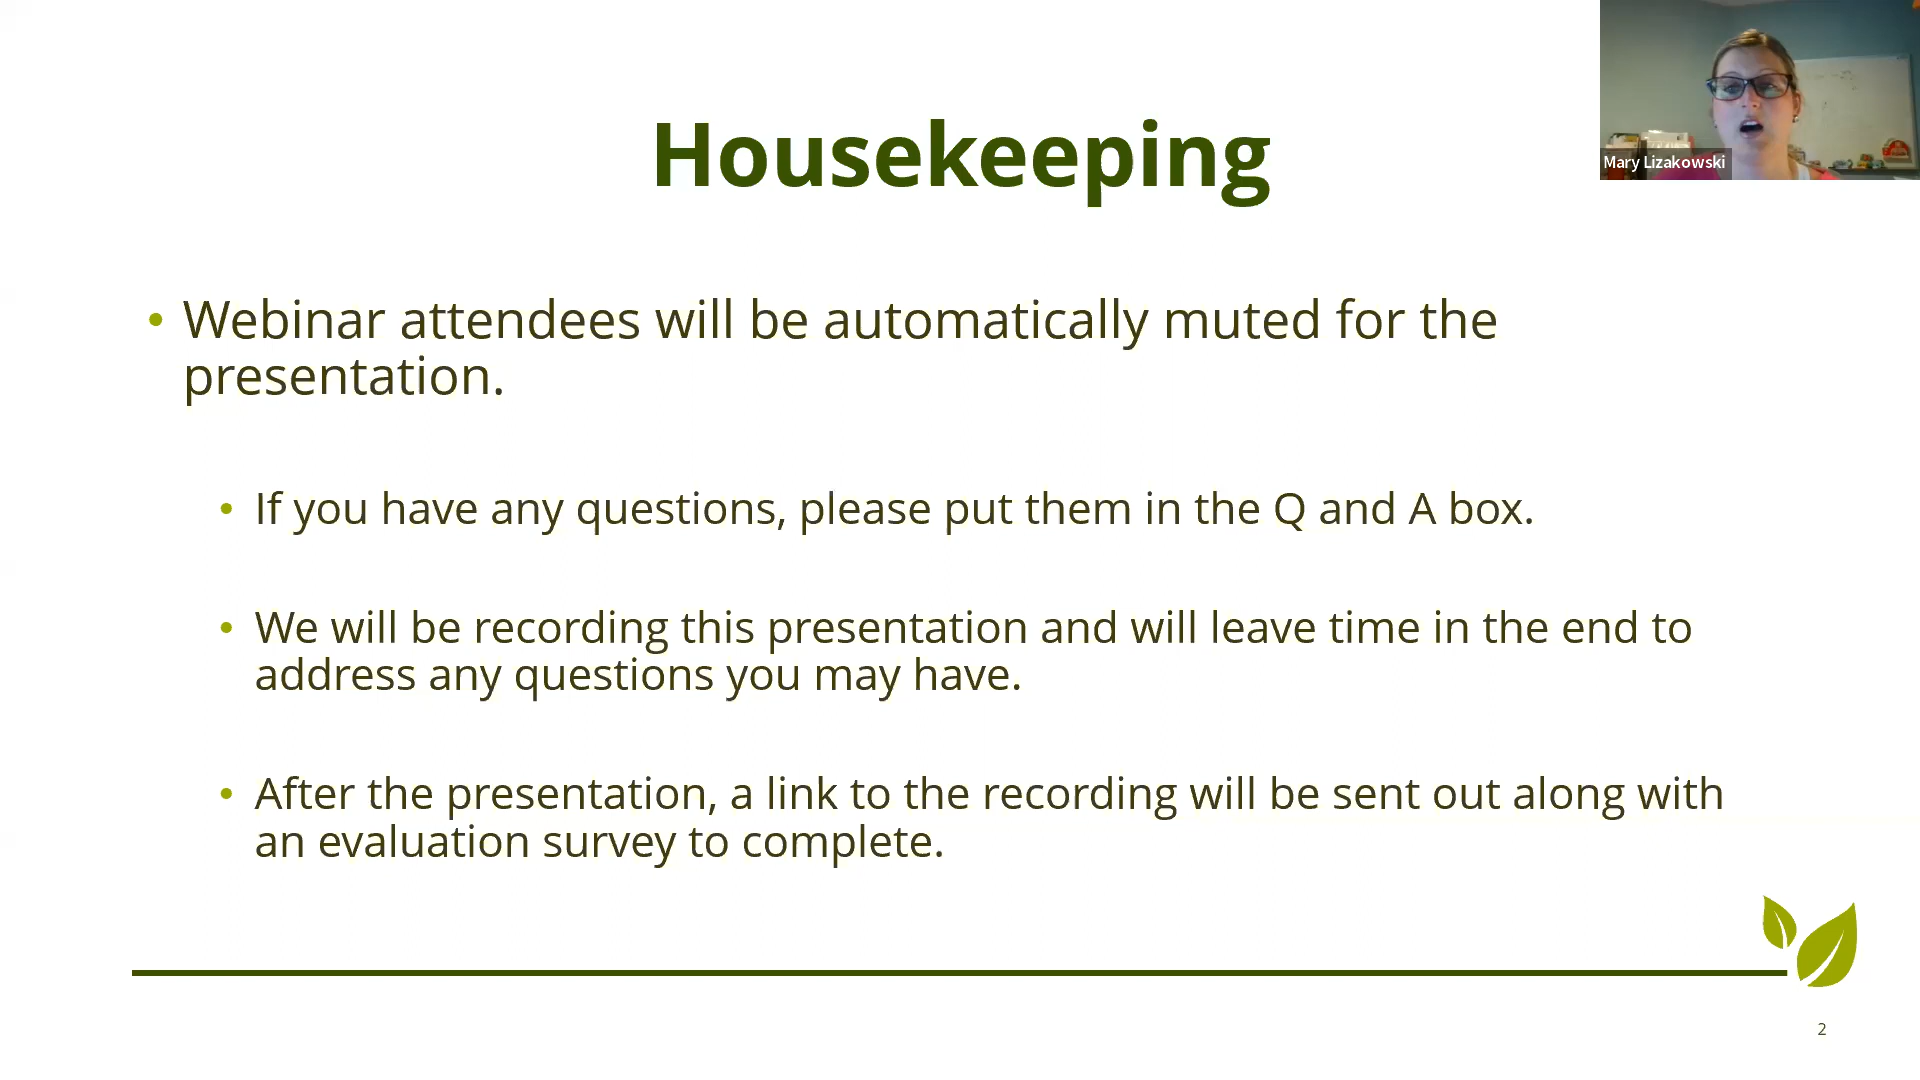 Mary Lizakowski
Housekeeping
• Webinar attendees will be automatically muted for the
presentation.
• If you have any questions, please put them in the Q and A box.
• We will be recording this presentation and will leave time in the end to
address any questions you may have.
• After the presentation, a link to the recording will be sent out along with
an evaluation survey to complete.
2